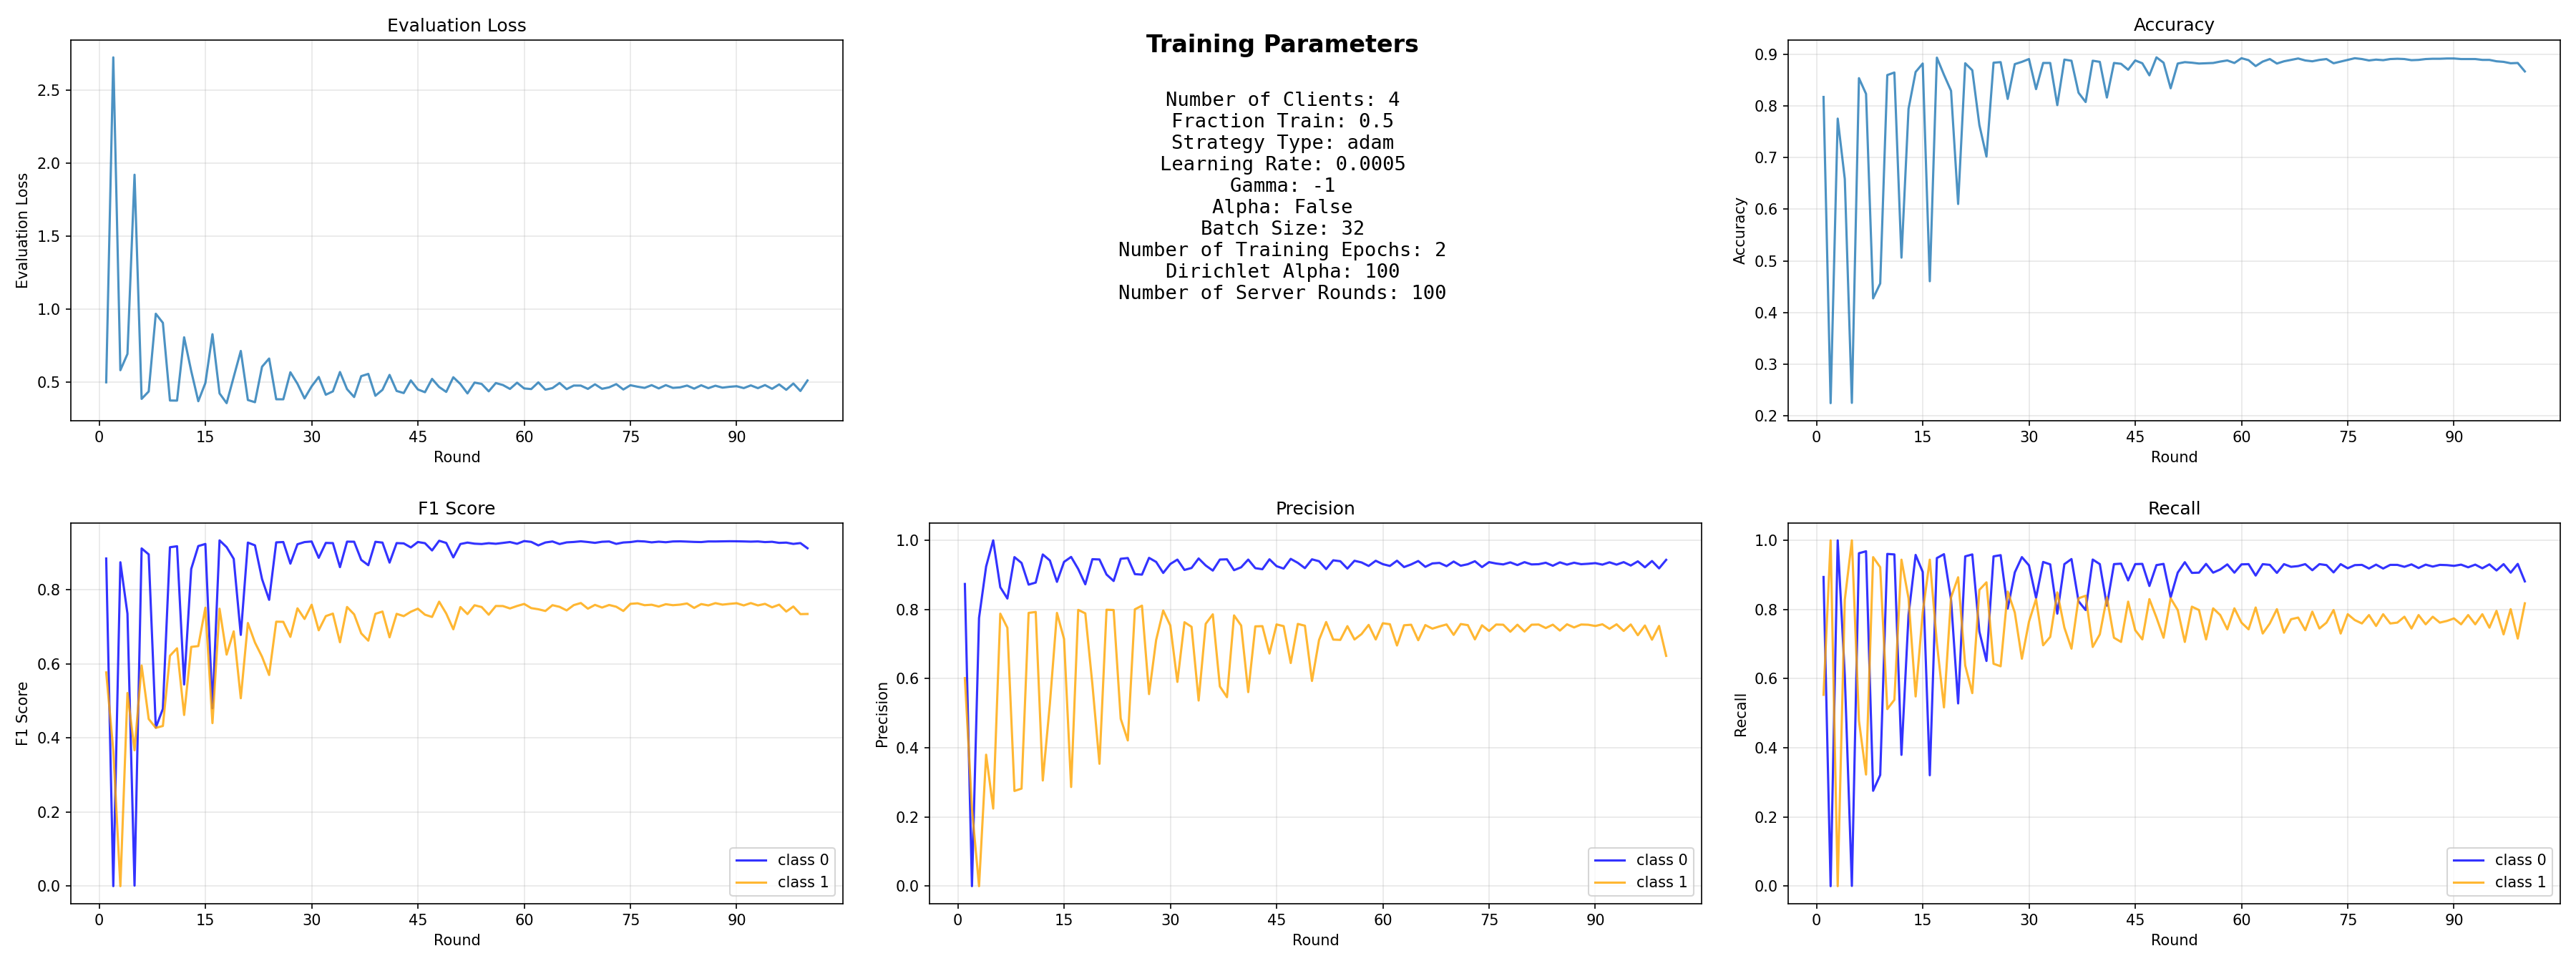 Evaluation Loss
Evaluation Loss
2.5
2.0
1.5
1.0
0.5
0 15 30 45 60 75 90
Round
Training Parameters
Number of Clients: 4
Fraction Train: 0.5
Strategy Type: adam
Learning Rate: 0.0005
Gamma: -1
Alpha: False
Batch Size: 32
Number of Training Epochs: 2
Dirichlet Alpha: 100
Number of Server Rounds: 100
Accuracy
Accuracy
0.9
0.8
0.7
0.6
0.5
0.4
0.3
0.2
0 15 30 45 60 75 90
Round
F1 Score
F1 Score
0.8
0.6
0.4
0.2
0.0
class 0
class 1
0 15 30 45 60 75 90
Round
Precision
Precision
1.0
0.8
0.6
0.4
0.2
0.0
class 0
class 1
0 15 30 45 60 75 90
Round
Recall
Recall
1.0
0.8
0.6
0.4
0.2
0.0
class 0
class 1
0 15 30 45 60 75 90
Round